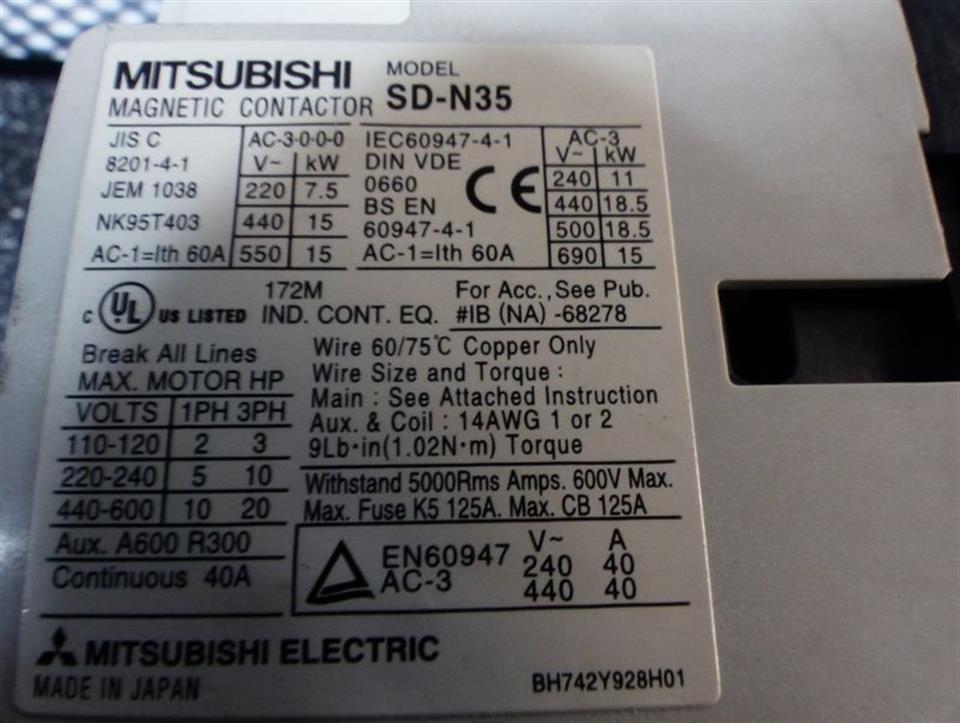 MITSUBISHI MODEL
MAGNETIC CONTACTOR SD-N35
JIS C
8201-4-1
JEM 1038
NK95T403
AC-1=Ith 60A
AC-3-0-0-0
V~ kW
220 7.5
440 15
550 15
IEC60947-4-1
DIN VDE
0660
BS EN
60947-4-1
AC-1=Ith 60A
CE
AC-3
V~ kW
240 11
440 18.5
500 18.5
690 15
C UL US LISTED
172M
IND. CONT. EQ.
For Acc., See Pub.
#IB (NA) -68278
Break All Lines
MAX. MOTOR HP
VOLTS 1PH 3PH
110-120 2 3
220-240 5 10
440-600 10 20
Aux. A600 R300
Continuous 40A
Wire 60/75°C Copper Only
Wire Size and Torque :
Main : See Attached Instruction
Aux. & Coil : 14AWG 1 or 2
9Lb·in(1.02N·m) Torque
Withstand 5000Rms Amps. 600V Max.
Max. Fuse K5 125A. Max. CB 125A
EN60947
AC-3
V~ A
240 40
440 40
MITSUBISHI ELECTRIC
MADE IN JAPAN
BH742Y928H01